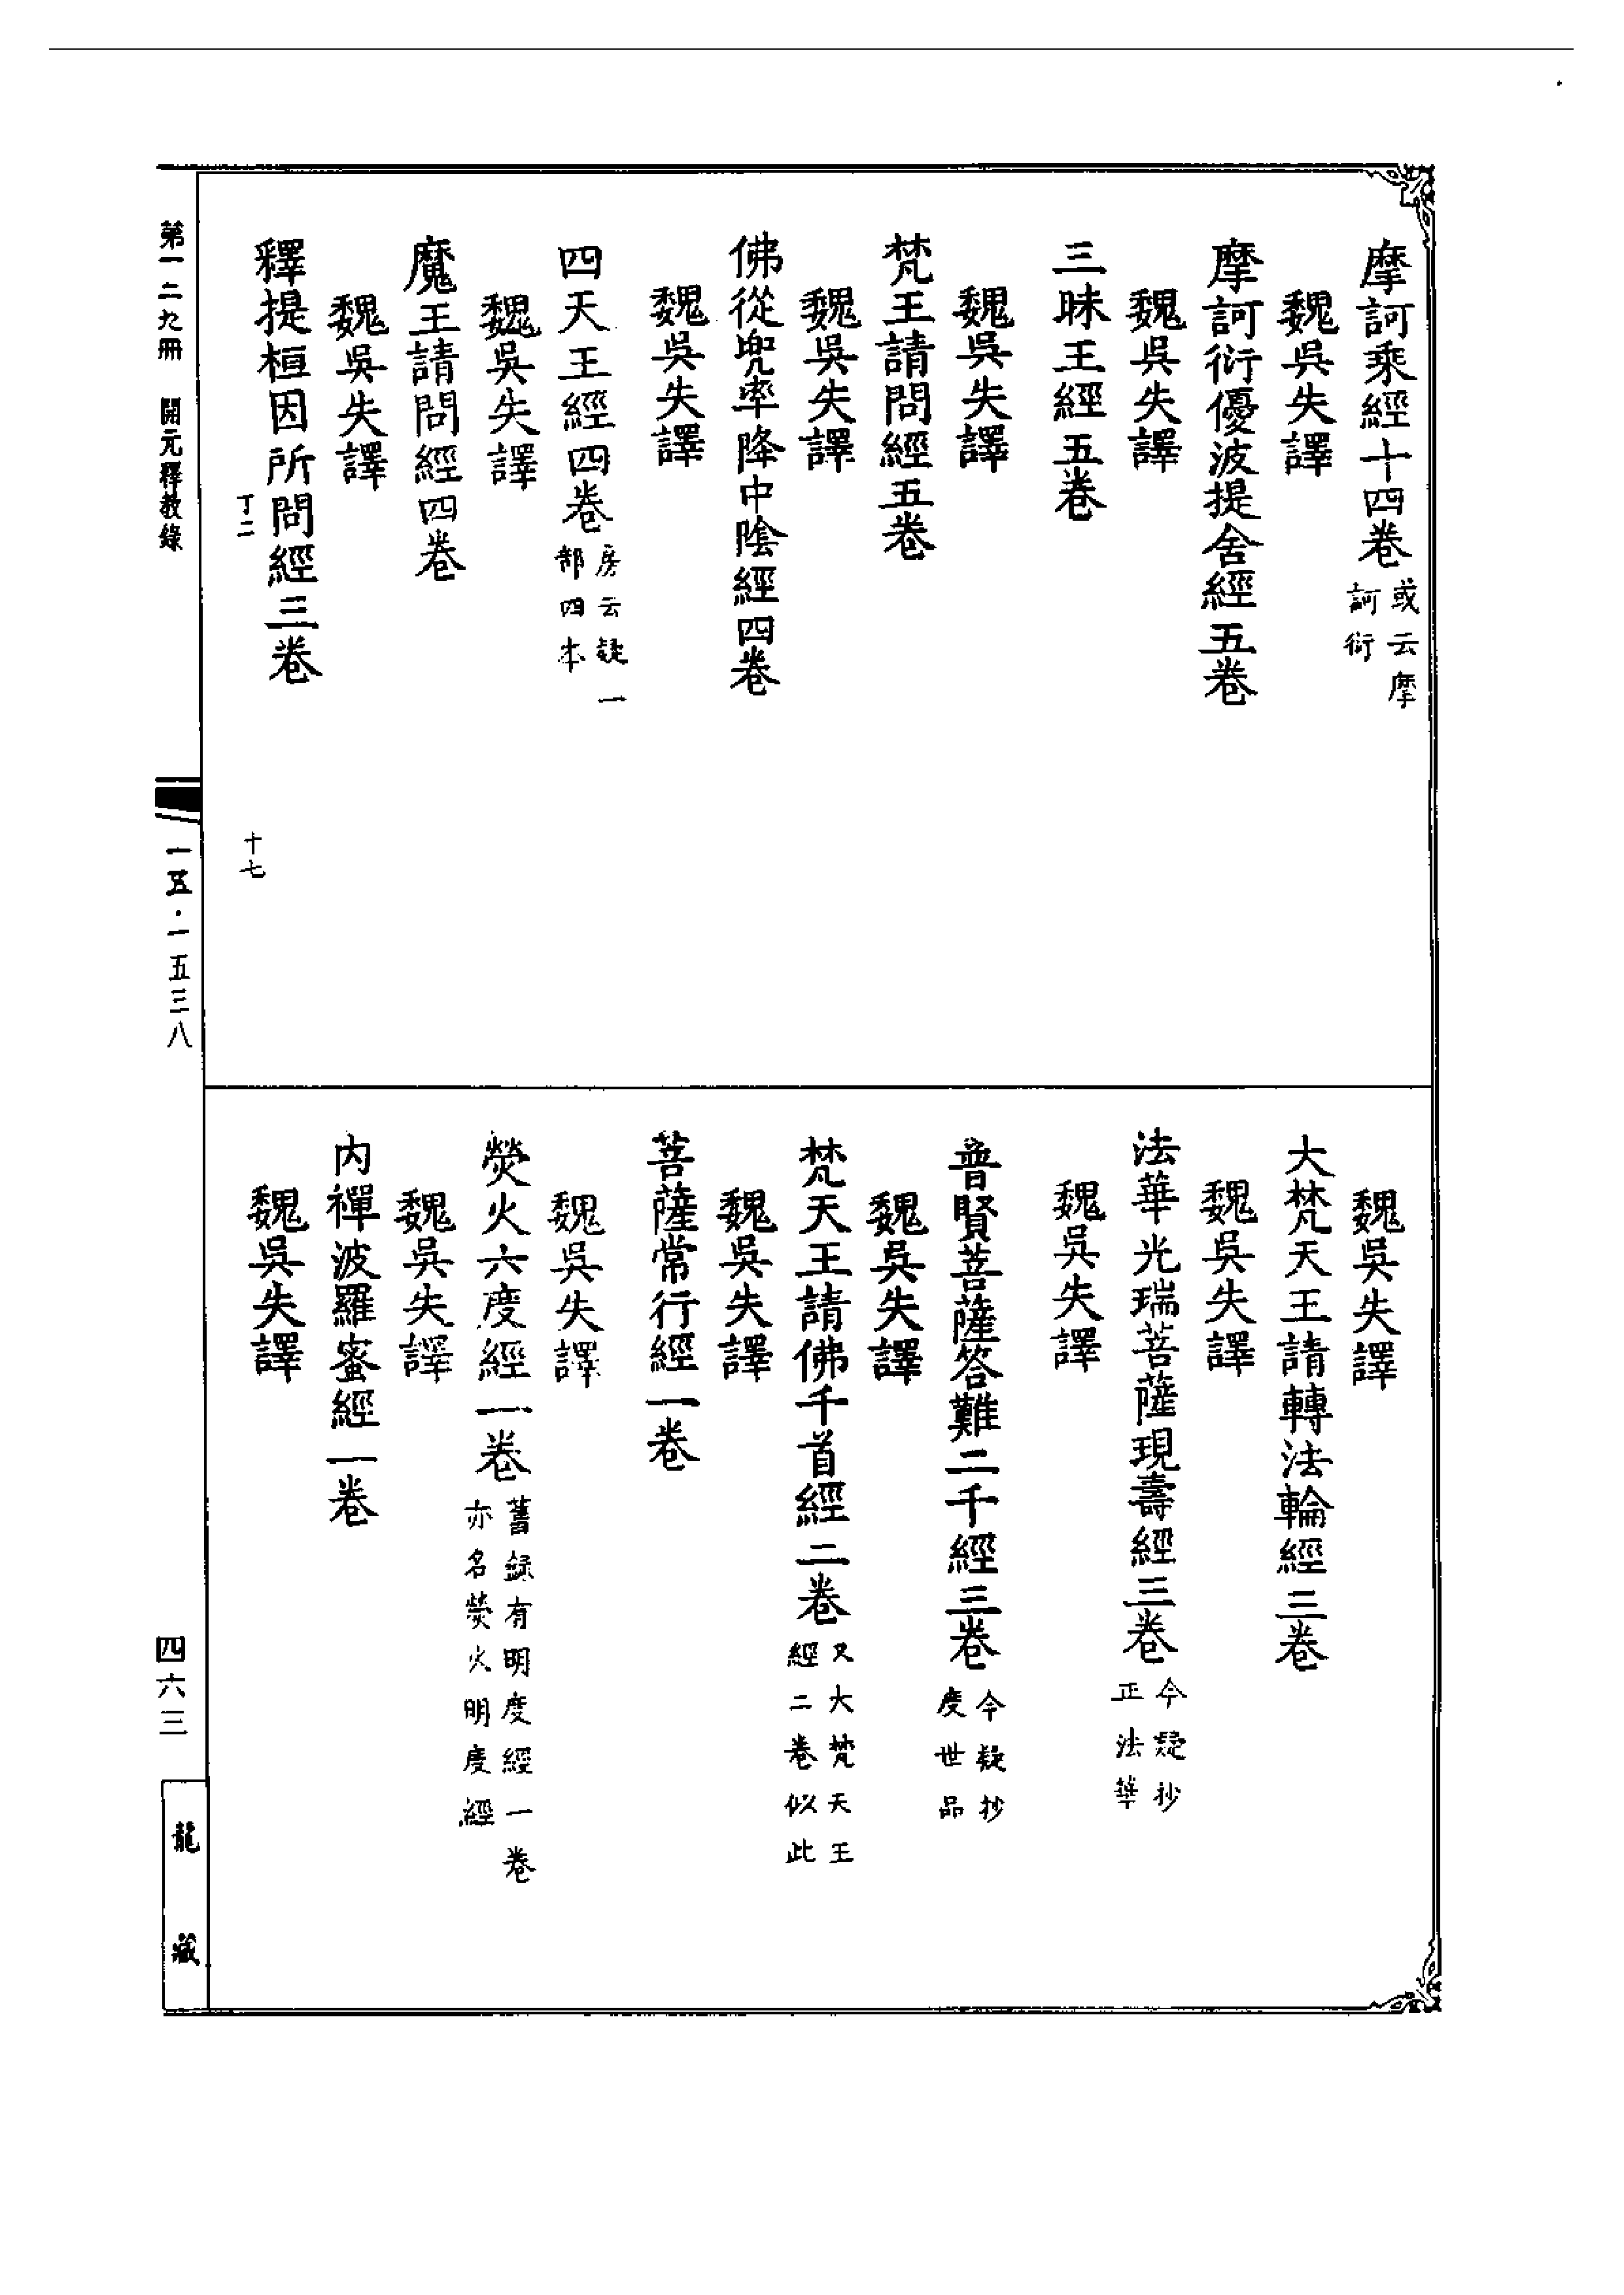 摩訶乘經十四卷或云摩訶衍
魏吳失譯
摩訶衍優波提舍經五卷
魏吳失譯
三昧王經五卷
魏吳失譯
梵王請問經五卷
魏吳失譯
佛從兜率降中陰經四卷
魏吳失譯
四天王經四卷房云疑一部四本
魏吳失譯
魔王請問經四卷
魏吳失譯
釋提桓因所問經三卷
丁二
十七
魏吳失譯
大梵天王請轉法輪經三卷
魏吳失譯
法華光瑞菩薩現壽經三卷今疑抄正法華
魏吳失譯
普賢菩薩答難二千經三卷今疑抄度世品
魏吳失譯
梵天王請佛千首經二卷又大梵天王經二卷似此
魏吳失譯
菩薩常行經一卷
魏吳失譯
熒火六度經一卷舊錄有明度經一卷亦名熒火明度經
魏吳失譯
內禪波羅蜜經一卷
魏吳失譯
第一二九冊 開元釋教錄
一五·一五三八
四六三
龍藏